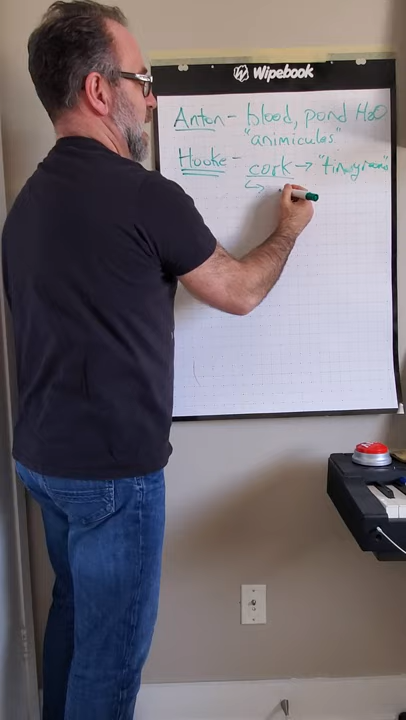 Wipebook
Anton - blood, pond H2O
"animicules"
Hooke - cork → "tiny rooms"
↳